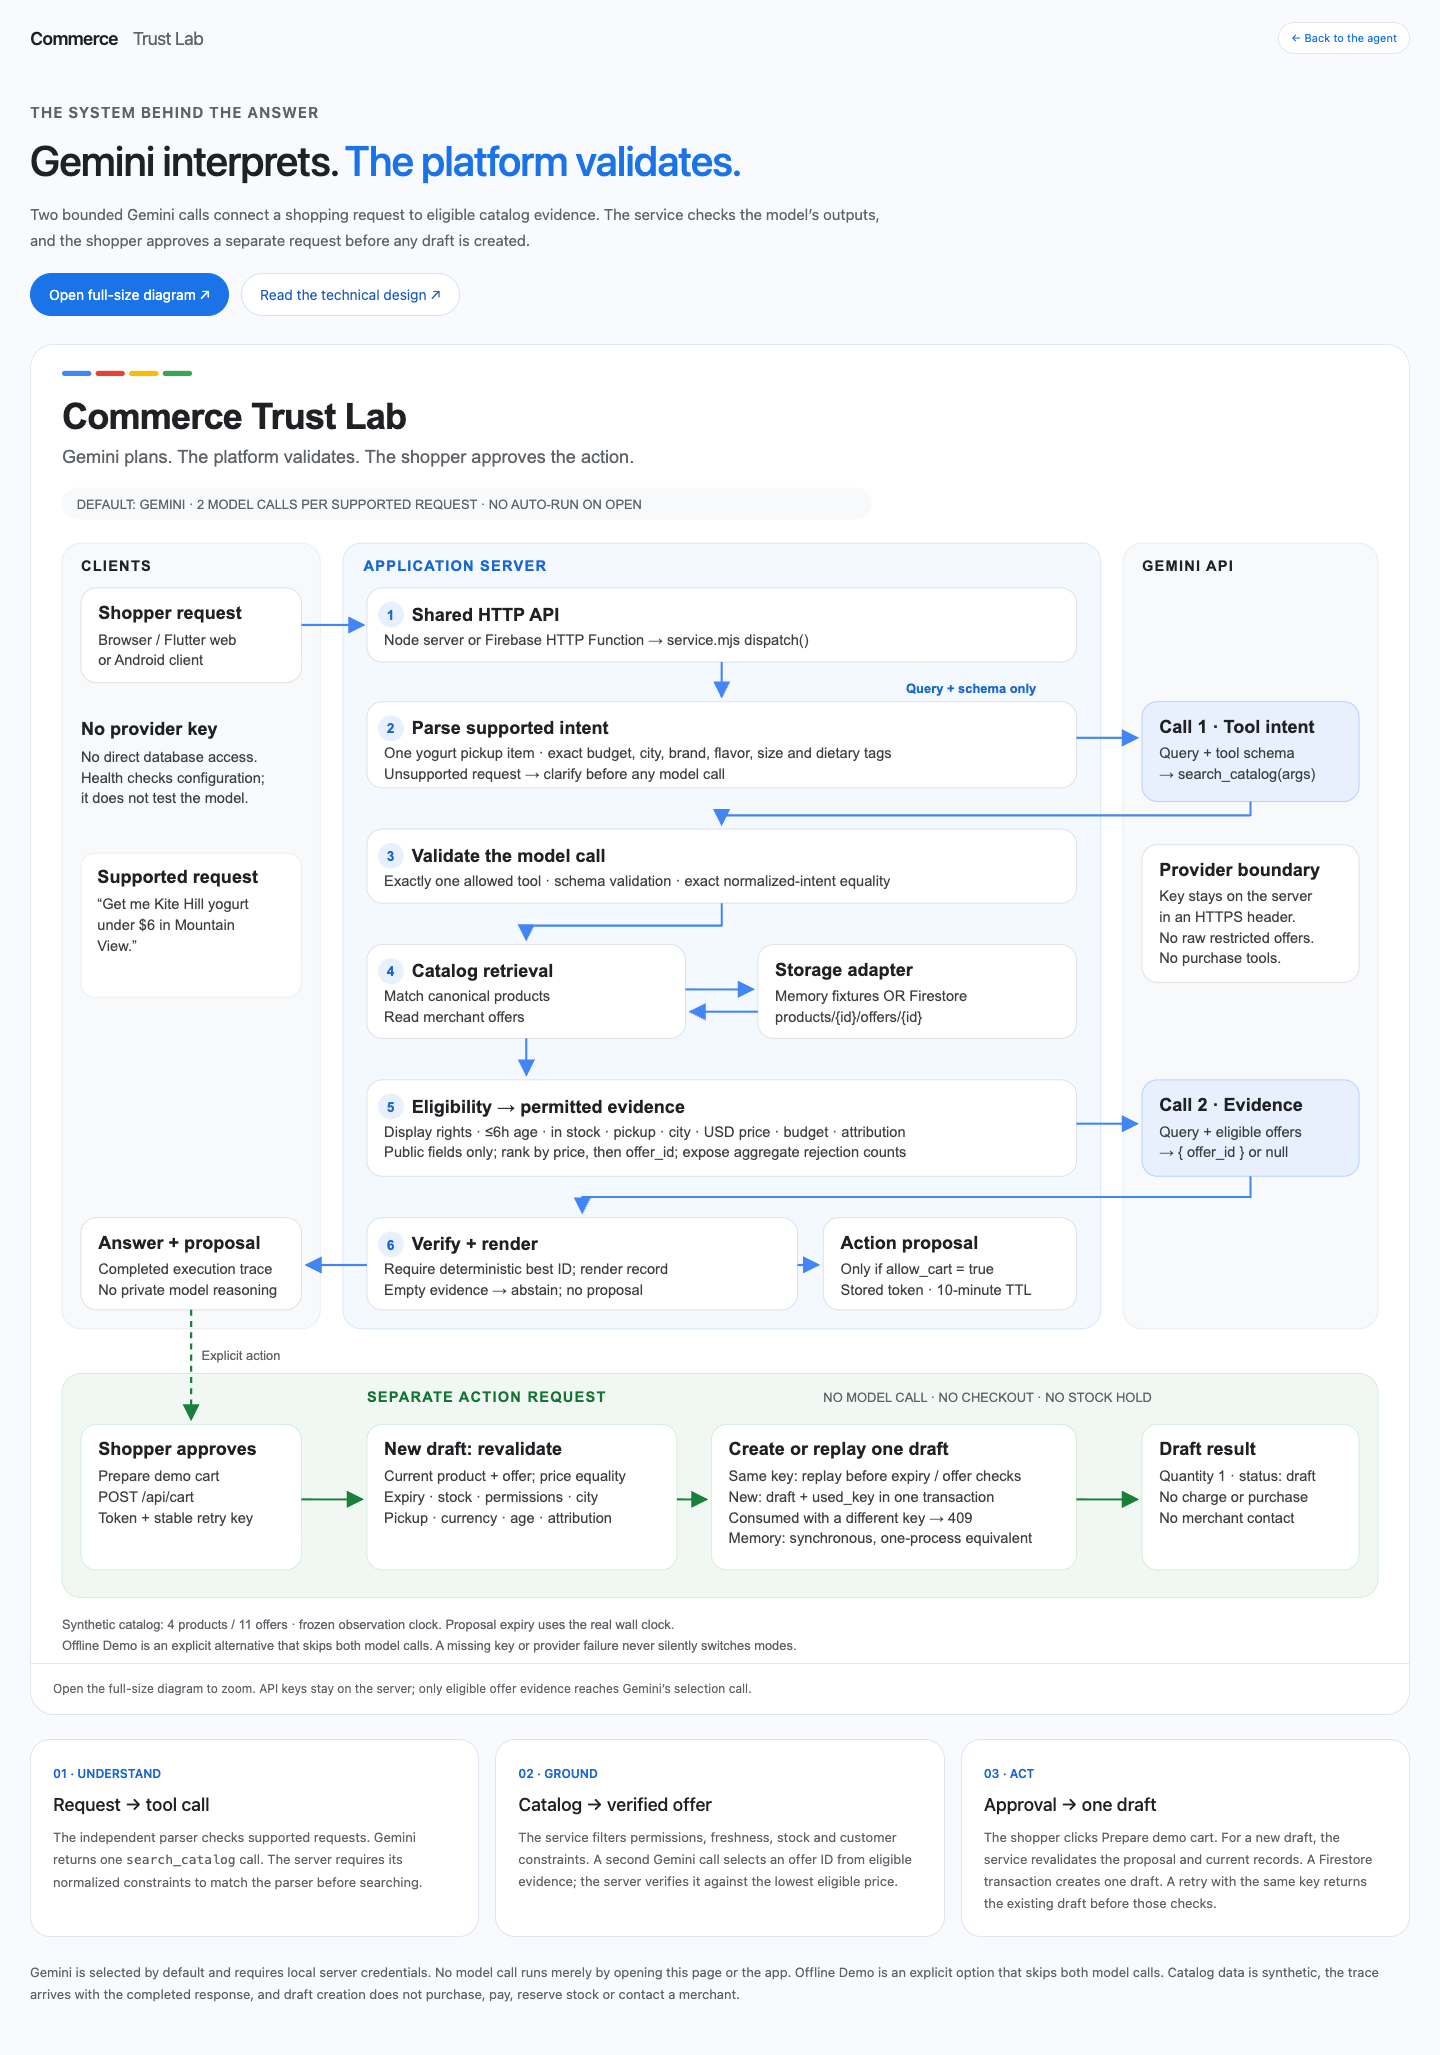 Commerce Trust Lab
← Back to the agent
THE SYSTEM BEHIND THE ANSWER
Gemini interprets. The platform validates.
Two bounded Gemini calls connect a shopping request to eligible catalog evidence. The service checks the model’s outputs,
and the shopper approves a separate request before any draft is created.
Open full-size diagram ↗
Read the technical design ↗
Commerce Trust Lab
Gemini plans. The platform validates. The shopper approves the action.
DEFAULT: GEMINI · 2 MODEL CALLS PER SUPPORTED REQUEST · NO AUTO-RUN ON OPEN
CLIENTS
Shopper request
Browser / Flutter web
or Android client
No provider key
No direct database access.
Health checks configuration;
it does not test the model.
Supported request
“Get me Kite Hill yogurt
under $6 in Mountain
View.”
Answer + proposal
Completed execution trace
No private model reasoning
APPLICATION SERVER
1 Shared HTTP API
Node server or Firebase HTTP Function → service.mjs dispatch()
Query + schema only
2 Parse supported intent
One yogurt pickup item · exact budget, city, brand, flavor, size and dietary tags
Unsupported request → clarify before any model call
3 Validate the model call
Exactly one allowed tool · schema validation · exact normalized-intent equality
4 Catalog retrieval
Match canonical products
Read merchant offers
Storage adapter
Memory fixtures OR Firestore
products/{id}/offers/{id}
5 Eligibility → permitted evidence
Display rights · ≤6h age · in stock · pickup · city · USD price · budget · attribution
Public fields only; rank by price, then offer_id; expose aggregate rejection counts
6 Verify + render
Require deterministic best ID; render record
Empty evidence → abstain; no proposal
Action proposal
Only if allow_cart = true
Stored token · 10-minute TTL
GEMINI API
Call 1 · Tool intent
Query + tool schema
→ search_catalog(args)
Provider boundary
Key stays on the server
in an HTTPS header.
No raw restricted offers.
No purchase tools.
Call 2 · Evidence
Query + eligible offers
→ { offer_id } or null
Explicit action
SEPARATE ACTION REQUEST
NO MODEL CALL · NO CHECKOUT · NO STOCK HOLD
Shopper approves
Prepare demo cart
POST /api/cart
Token + stable retry key
New draft: revalidate
Current product + offer; price equality
Expiry · stock · permissions · city
Pickup · currency · age · attribution
Create or replay one draft
Same key: replay before expiry / offer checks
New: draft + used_key in one transaction
Consumed with a different key → 409
Memory: synchronous, one-process equivalent
Draft result
Quantity 1 · status: draft
No charge or purchase
No merchant contact
Synthetic catalog: 4 products / 11 offers · frozen observation clock. Proposal expiry uses the real wall clock.
Offline Demo is an explicit alternative that skips both model calls. A missing key or provider failure never silently switches modes.
Open the full-size diagram to zoom. API keys stay on the server; only eligible offer evidence reaches Gemini’s selection call.
01 · UNDERSTAND
Request → tool call
The independent parser checks supported requests. Gemini
returns one search_catalog call. The server requires its
normalized constraints to match the parser before searching.
02 · GROUND
Catalog → verified offer
The service filters permissions, freshness, stock and customer
constraints. A second Gemini call selects an offer ID from eligible
evidence; the server verifies it against the lowest eligible price.
03 · ACT
Approval → one draft
The shopper clicks Prepare demo cart. For a new draft, the
service revalidates the proposal and current records. A Firestore
transaction creates one draft. A retry with the same key returns
the existing draft before those checks.
Gemini is selected by default and requires local server credentials. No model call runs merely by opening this page or the app. Offline Demo is an explicit option that skips both model calls. Catalog data is synthetic, the trace
arrives with the completed response, and draft creation does not purchase, pay, reserve stock or contact a merchant.